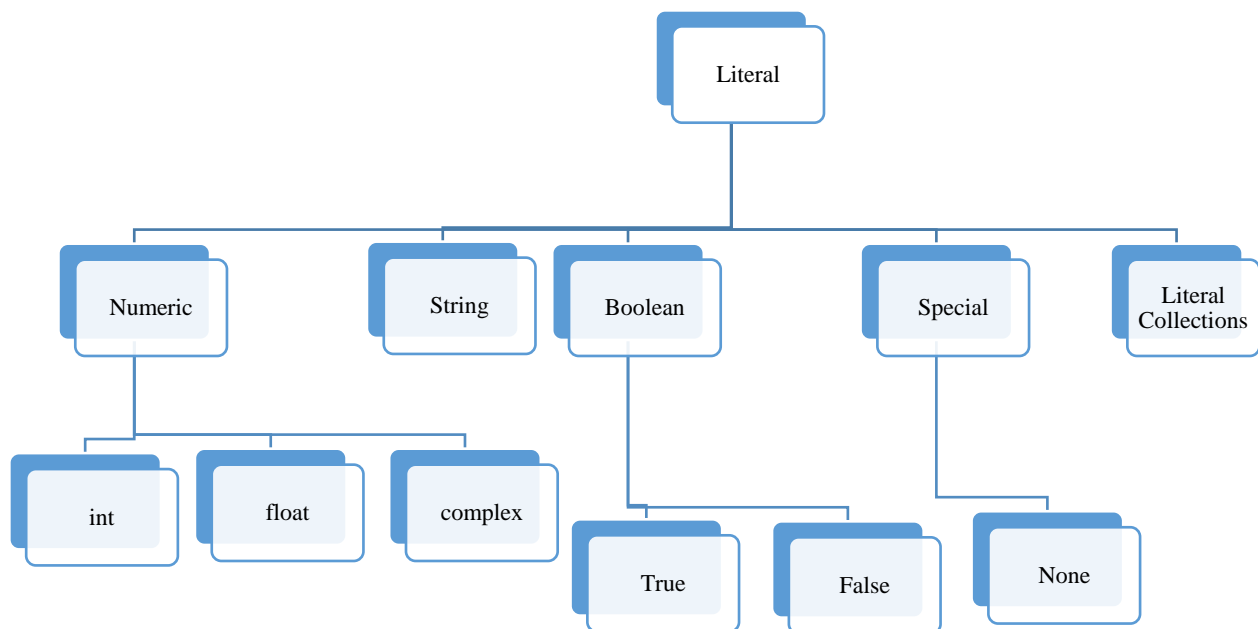 Literal
Numeric
String
Boolean
Special
Literal
Collections
int
float
complex
True
False
None